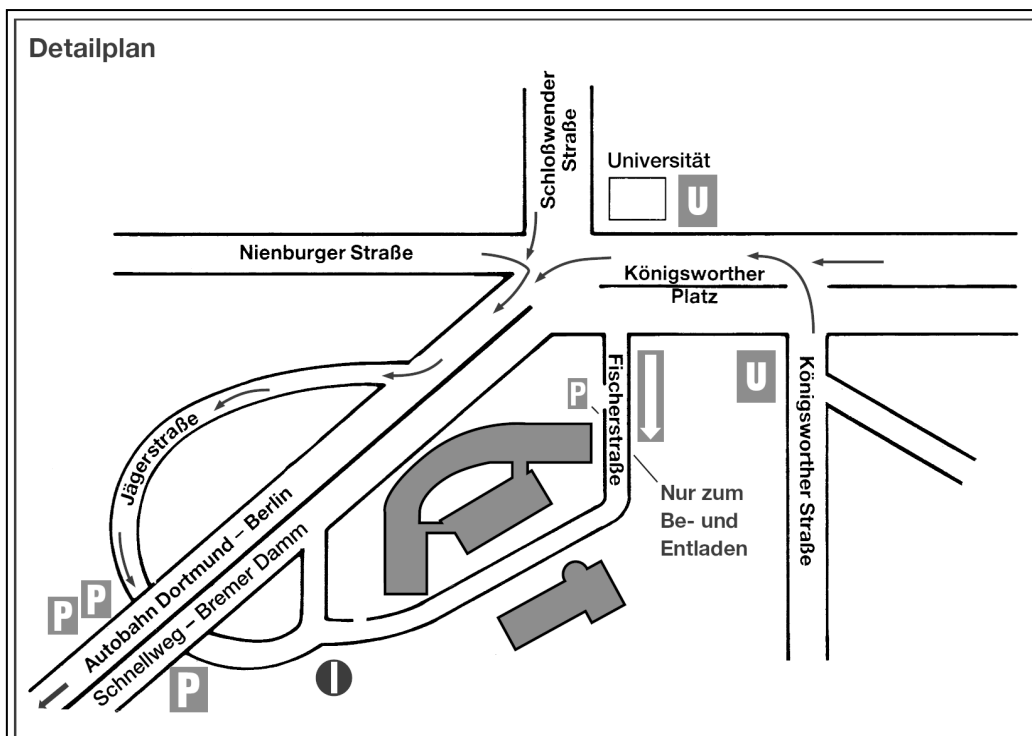 Detailplan
Schloßwender
Straße
Universität
U
Nienburger Straße
Königsworther
Platz
Fischerstraße
P
U
Königsworther Straße
Jägerstraße
Nur zum
Be- und
Entladen
Autobahn Dortmund – Berlin
Schnellweg – Bremer Damm
P
P
P